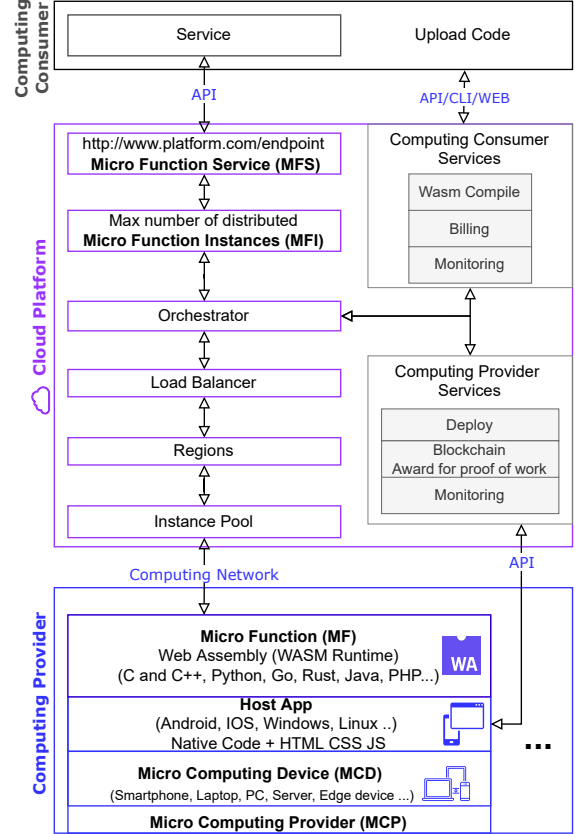 Computing
Consumer
Service
Upload Code
API
API/CLI/WEB
Cloud Platform
http://www.platform.com/endpoint
Micro Function Service (MFS)
Max number of distributed
Micro Function Instances (MFI)
Orchestrator
Load Balancer
Regions
Instance Pool
Computing Consumer
Services
Wasm Compile
Billing
Monitoring
Computing Provider
Services
Deploy
Blockchain
Award for proof of work
Monitoring
Computing Network
API
Computing Provider
Micro Function (MF)
Web Assembly (WASM Runtime)
(C and C++, Python, Go, Rust, Java, PHP...)
WA
Host App
(Android, IOS, Windows, Linux ..)
Native Code + HTML CSS JS
...
Micro Computing Device (MCD)
(Smartphone, Laptop, PC, Server, Edge device ...)
Micro Computing Provider (MCP)